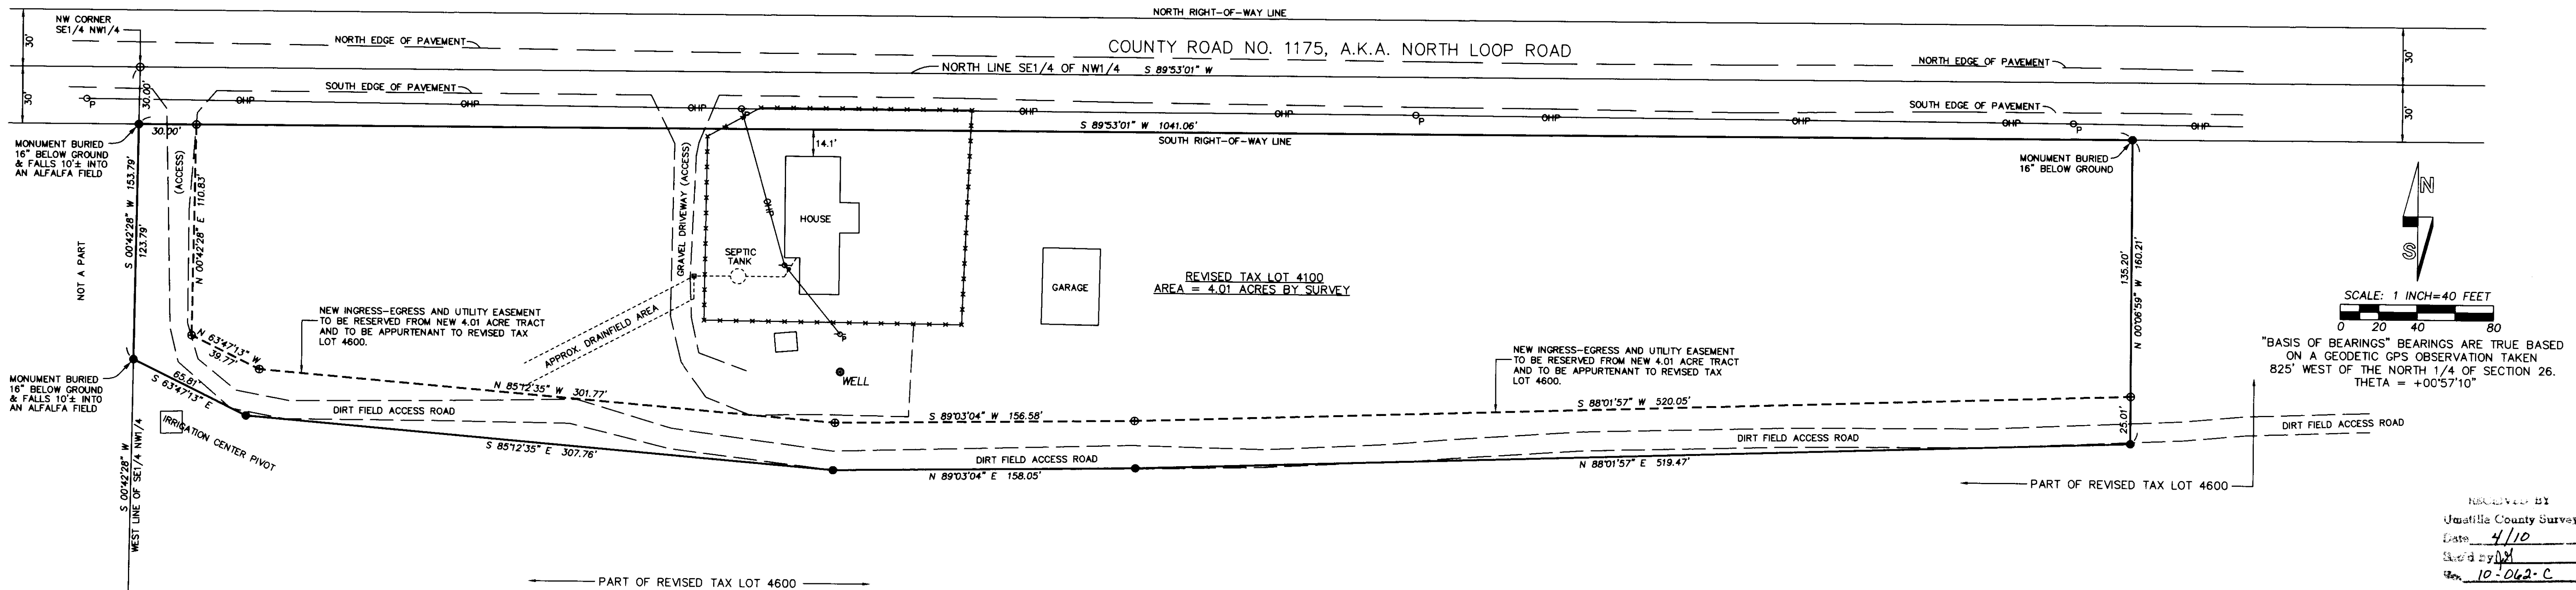 NORTH RIGHT-OF-WAY LINE
NW CORNER
SE1/4 NW1/4
30'
NORTH EDGE OF PAVEMENT
COUNTY ROAD NO. 1175, A.K.A. NORTH LOOP ROAD
NORTH EDGE OF PAVEMENT
30'
NORTH LINE SE1/4 OF NW1/4 S 89°53'01" W
30'
30.00'
SOUTH EDGE OF PAVEMENT
SOUTH EDGE OF PAVEMENT
30'
P
OHP
OHP
OHP
P
OHP
OHP
P
OHP
OHP
OHP
P
OHP
30.00'
S 89°53'01" W 1041.06'
SOUTH RIGHT-OF-WAY LINE
MONUMENT BURIED
16" BELOW GROUND
& FALLS 10'± INTO
AN ALFALFA FIELD
MONUMENT BURIED
16" BELOW GROUND
14.1'
(ACCESS)
S 00°42'28" W 153.79'
123.79'
N 00°42'28" E 110.83'
NOT A PART
GRAVEL DRIVEWAY (ACCESS)
OHP
HOUSE
SEPTIC
TANK
P
GARAGE
REVISED TAX LOT 4100
AREA = 4.01 ACRES BY SURVEY
135.20'
N 00°06'59" W 160.21'
N
S
SCALE: 1 INCH=40 FEET
0 20 40 80
"BASIS OF BEARINGS" BEARINGS ARE TRUE BASED
ON A GEODETIC GPS OBSERVATION TAKEN
825' WEST OF THE NORTH 1/4 OF SECTION 26.
THETA = +00°57'10"
NEW INGRESS-EGRESS AND UTILITY EASEMENT
TO BE RESERVED FROM NEW 4.01 ACRE TRACT
AND TO BE APPURTENANT TO REVISED TAX
LOT 4600.
APPROX. DRAINFIELD AREA
P
WELL
NEW INGRESS-EGRESS AND UTILITY EASEMENT
TO BE RESERVED FROM NEW 4.01 ACRE TRACT
AND TO BE APPURTENANT TO REVISED TAX
LOT 4600.
N 63°47'13" W
39.77'
MONUMENT BURIED
16" BELOW GROUND
& FALLS 10'± INTO
AN ALFALFA FIELD
65.81'
S 63°47'13" E
N 85°12'35" W 301.77'
DIRT FIELD ACCESS ROAD
S 89°03'04" W 156.58'
S 88°01'57" W 520.05'
25.01'
IRRIGATION CENTER PIVOT
S 85°12'35" E 307.76'
DIRT FIELD ACCESS ROAD
N 89°03'04" E 158.05'
DIRT FIELD ACCESS ROAD
N 88°01'57" E 519.47'
DIRT FIELD ACCESS ROAD
S 00°42'28" W
WEST LINE OF SE1/4 NW1/4
PART OF REVISED TAX LOT 4600
PART OF REVISED TAX LOT 4600
RECEIVED BY
Umatilla County Survey
Date 4/10
Rec'd by
No. 10-062-C